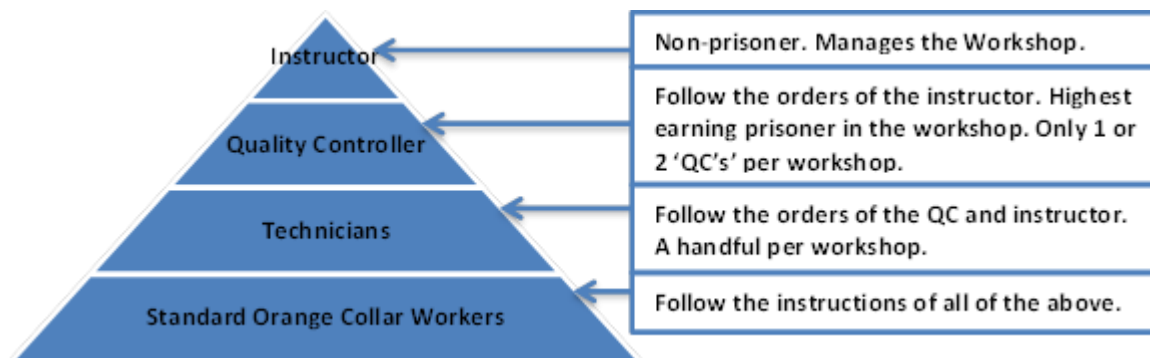 Instructor
Non-prisoner. Manages the Workshop.
Quality Controller
Follow the orders of the instructor. Highest
earning prisoner in the workshop. Only 1 or
2 ‘QC’s’ per workshop.
Technicians
Follow the orders of the QC and instructor.
A handful per workshop.
Standard Orange Collar Workers
Follow the instructions of all of the above.